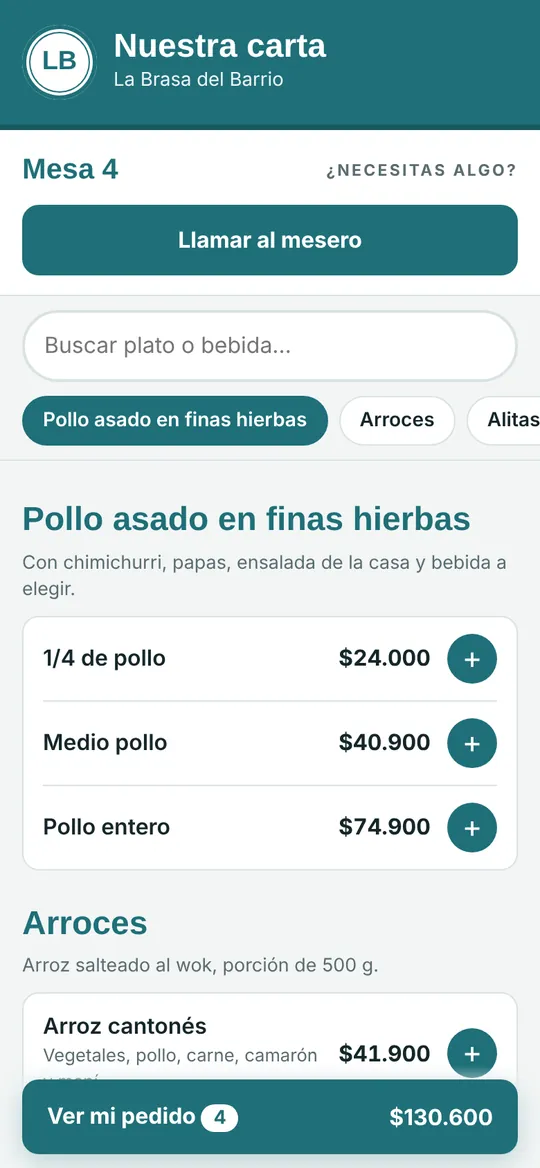 LB
Nuestra carta
La Brasa del Barrio
Mesa 4
¿NECESITAS ALGO?
Llamar al mesero
Buscar plato o bebida...
Pollo asado en finas hierbas
Arroces
Alitas
Pollo asado en finas hierbas
Con chimichurri, papas, ensalada de la casa y bebida a
elegir.
1/4 de pollo $24.000 +
Medio pollo $40.900 +
Pollo entero $74.900 +
Arroces
Arroz salteado al wok, porción de 500 g.
Arroz cantonés
Vegetales, pollo, carne, camarón $41.900 +
Ver mi pedido 4 $130.600